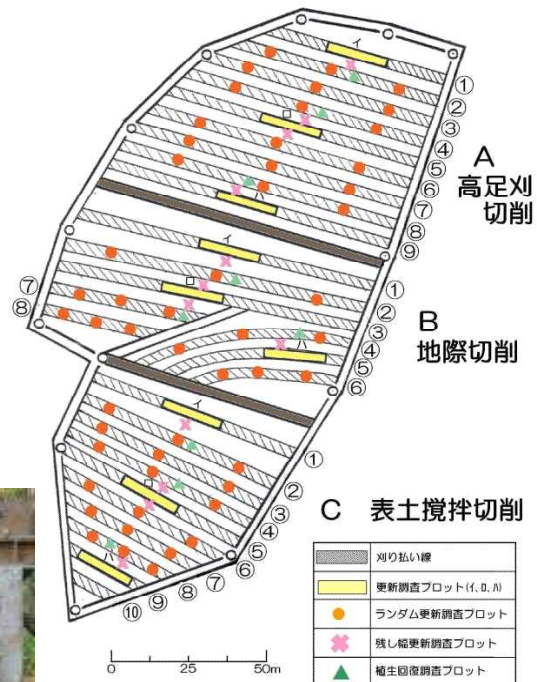 イ
ロ
ハ
①
②
③
④
⑤
⑥
⑦
⑧
⑨
A
高足刈
切削
イ
ロ
ハ
⑦
⑧
①
②
③
④
⑤
⑥
B
地際切削
イ
ロ
ハ
①
②
③
④
⑤
⑥
⑦
⑧
⑨
⑩
C 表土撹拌切削
刈り払い線
更新調査プロット(イ、ロ、ハ)
ランダム更新調査プロット
残し幅更新調査プロット
植生回復調査プロット
0 25 50m